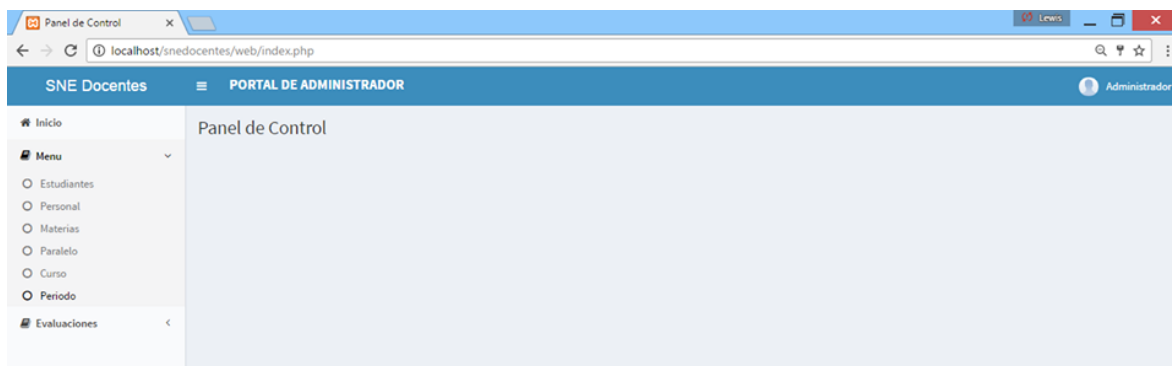 Panel de Control
Lewis
localhost/snedocentes/web/index.php
SNE Docentes
PORTAL DE ADMINISTRADOR
Administrador
Inicio
Panel de Control
Menu
Estudiantes
Personal
Materias
Paralelo
Curso
Periodo
Evaluaciones